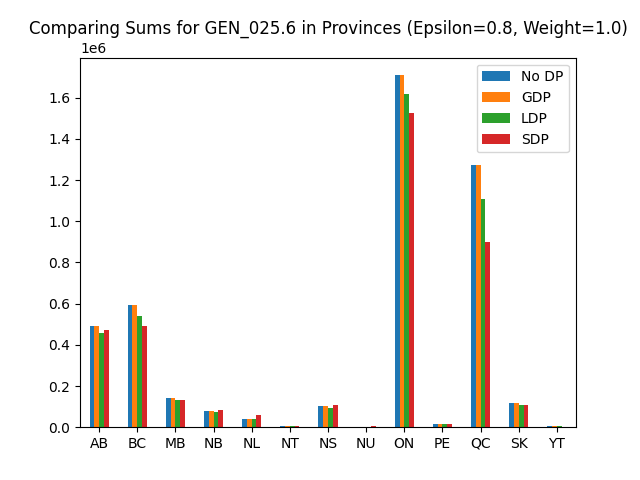 Comparing Sums for GEN_025.6 in Provinces (Epsilon=0.8, Weight=1.0)
1e6
No DP
GDP
LDP
SDP
1.6
1.4
1.2
1.0
0.8
0.6
0.4
0.2
0.0
AB BC MB NB NL NT NS NU ON PE QC SK YT